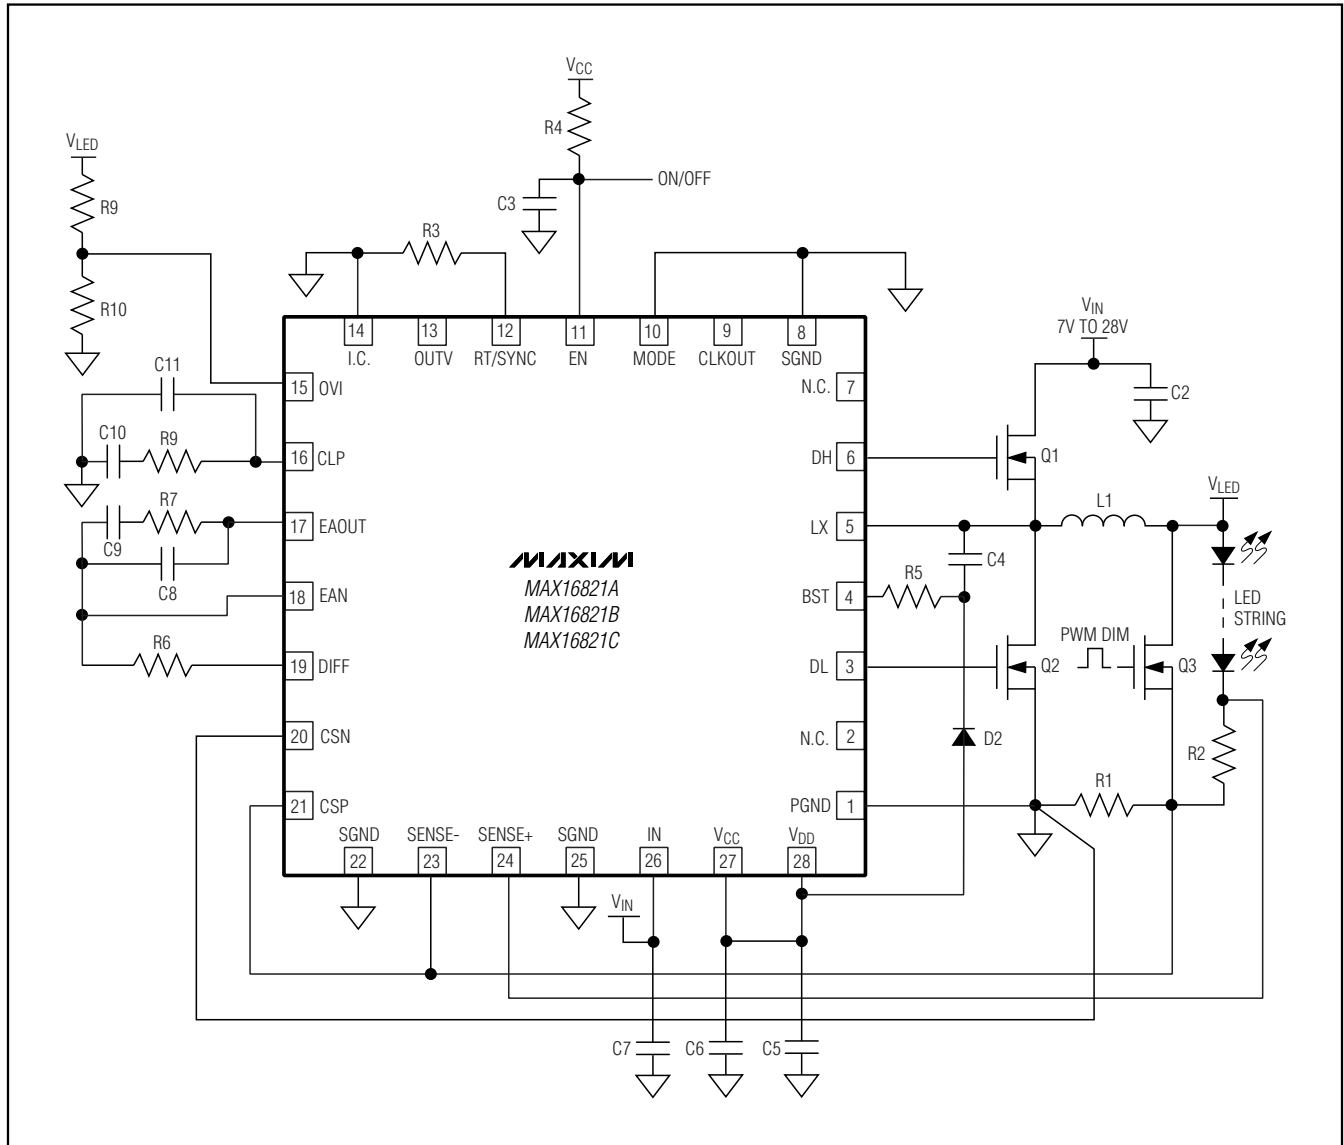 VCC
R4
ON/OFF
C3
VLED
R9
R10
R3
VIN
7V TO 28V
C2
14
13
12
11
10
9
8
I.C.
OUTV
RT/SYNC
EN
MODE
CLKOUT
SGND
15 OVI
N.C. 7
C11
C10
R9
16 CLP
DH 6
Q1
R7
C9
C8
17 EAOUT
LX 5
L1
VLED
C4
MAXIM
MAX16821A
MAX16821B
MAX16821C
18 EAN
BST 4
R5
LED
STRING
R6
19 DIFF
DL 3
Q2
PWM DIM
Q3
20 CSN
N.C. 2
D2
R2
21 CSP
PGND 1
R1
SGND
SENSE-
SENSE+
SGND
IN
VCC
VDD
22
23
24
25
26
27
28
VIN
C7
C6
C5